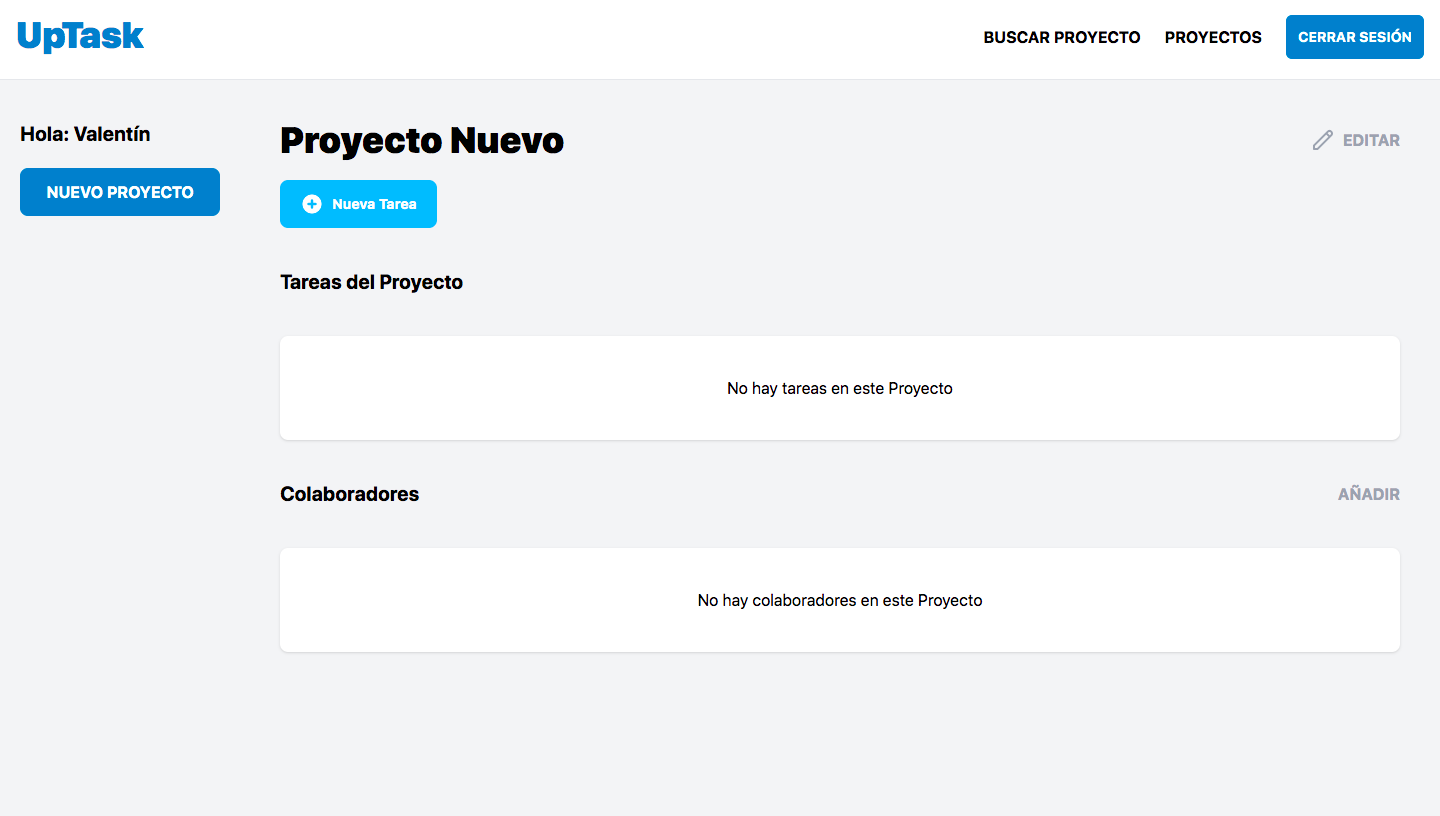 UpTask
BUSCAR PROYECTO
PROYECTOS
CERRAR SESIÓN
Hola: Valentín
NUEVO PROYECTO
Proyecto Nuevo
EDITAR
Nueva Tarea
Tareas del Proyecto
No hay tareas en este Proyecto
Colaboradores
AÑADIR
No hay colaboradores en este Proyecto